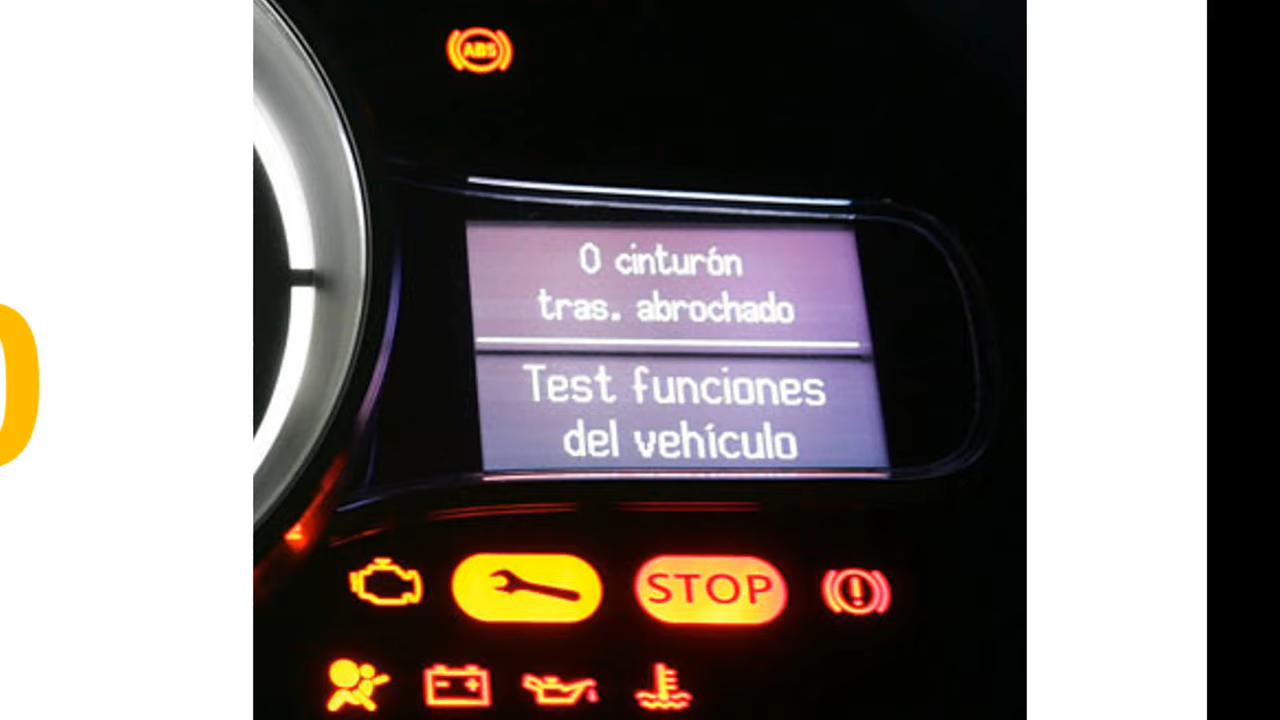 ABS
0 cinturón
tras. abrochado
Test funciones
del vehículo
STOP